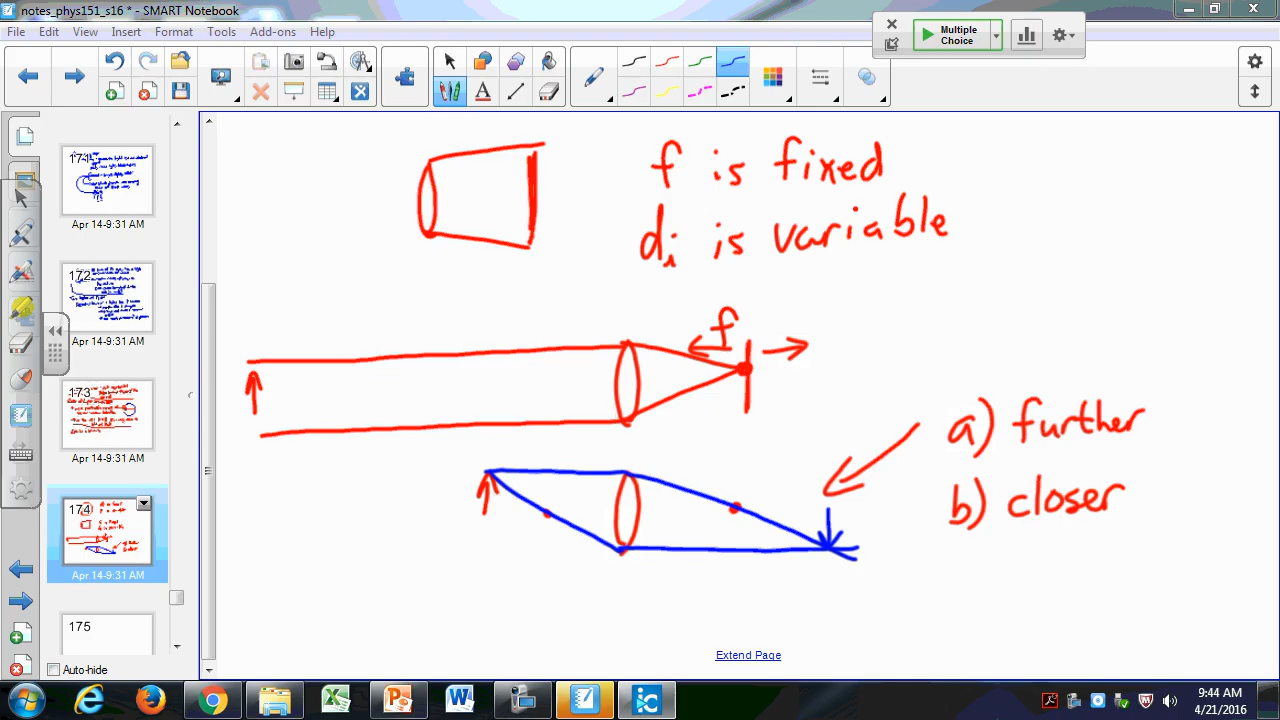 notes_phys151_s16 * - SMART Notebook
File Edit View Insert Format Tools Add-ons Help
Multiple
Choice
f is fixed
di is variable
f
a) further
b) closer
171
Apr 14-9:31 AM
172
Apr 14-9:31 AM
173
Apr 14-9:31 AM
174
Apr 14-9:31 AM
175
Auto-hide
Extend Page
9:44 AM
4/21/2016